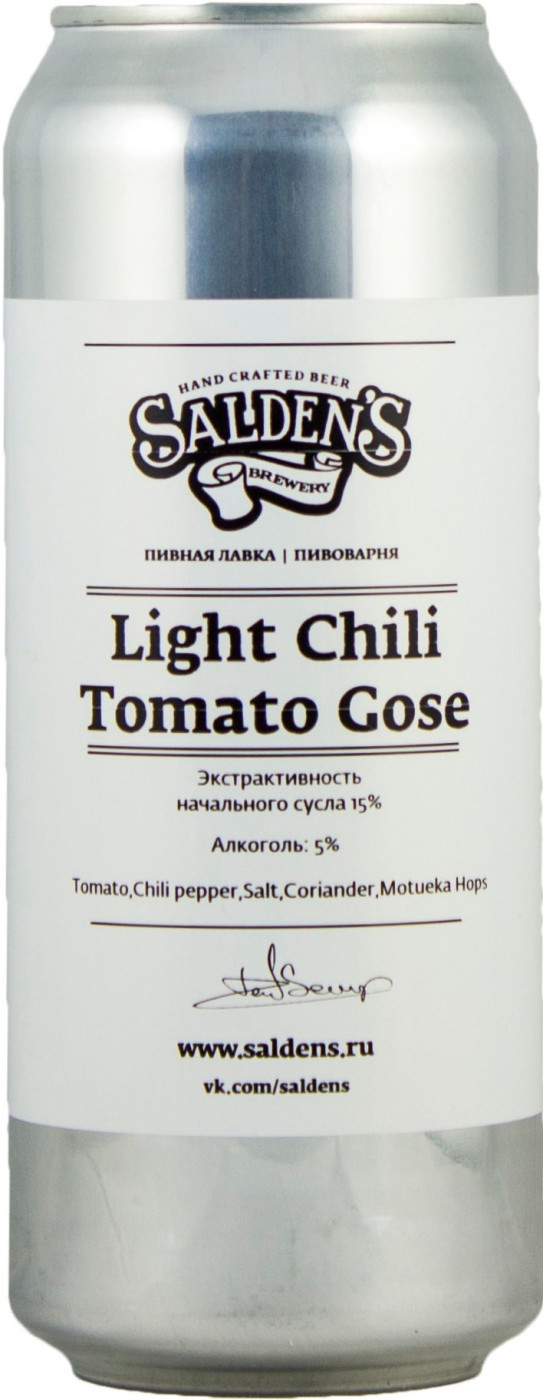 HAND CRAFTED BEER
SALDEN'S
BREWERY
ПИВНАЯ ЛАВКА | ПИВОВАРНЯ
Light Chili
Tomato Gose
Экстрактивность
начального сусла 15%
Алкоголь: 5%
Tomato,Chili pepper,Salt,Coriander,Motueka Hops
www.saldens.ru
vk.com/saldens